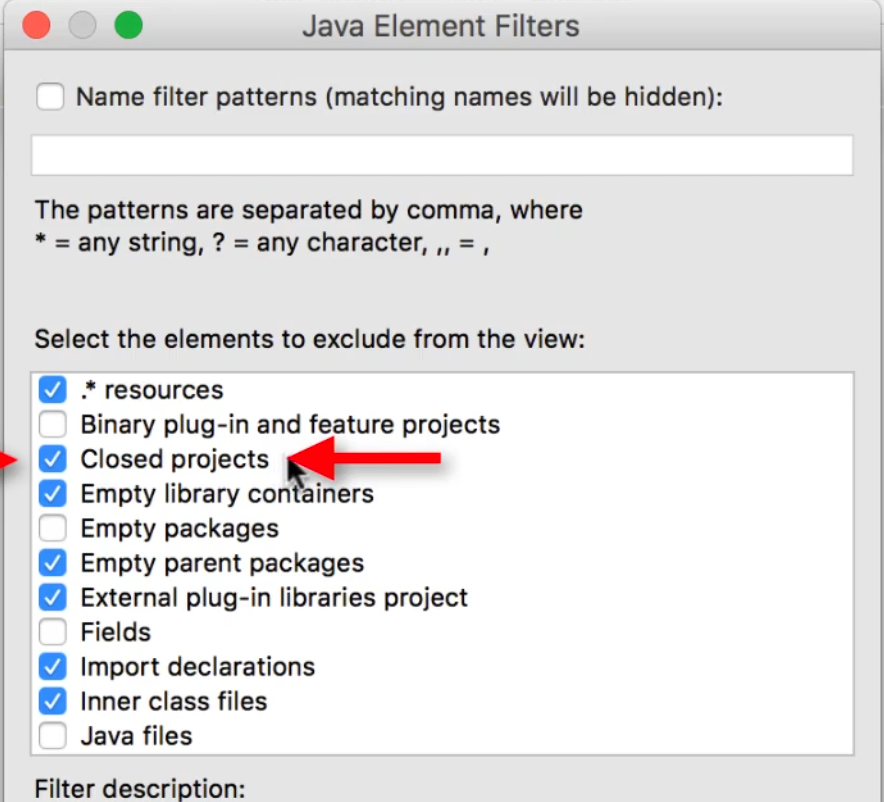 Java Element Filters
Name filter patterns (matching names will be hidden):
The patterns are separated by comma, where
* = any string, ? = any character, ,, = ,
Select the elements to exclude from the view:
.* resources
Binary plug-in and feature projects
Closed projects
Empty library containers
Empty packages
Empty parent packages
External plug-in libraries project
Fields
Import declarations
Inner class files
Java files
Filter description: